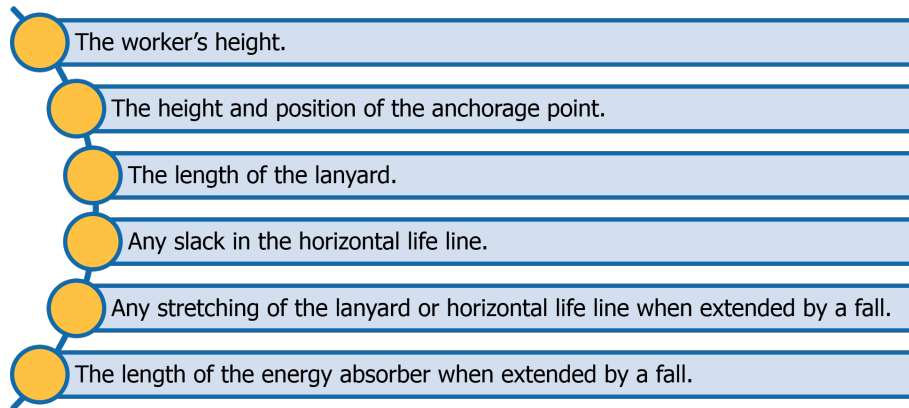 The worker’s height.
The height and position of the anchorage point.
The length of the lanyard.
Any slack in the horizontal life line.
Any stretching of the lanyard or horizontal life line when extended by a fall.
The length of the energy absorber when extended by a fall.